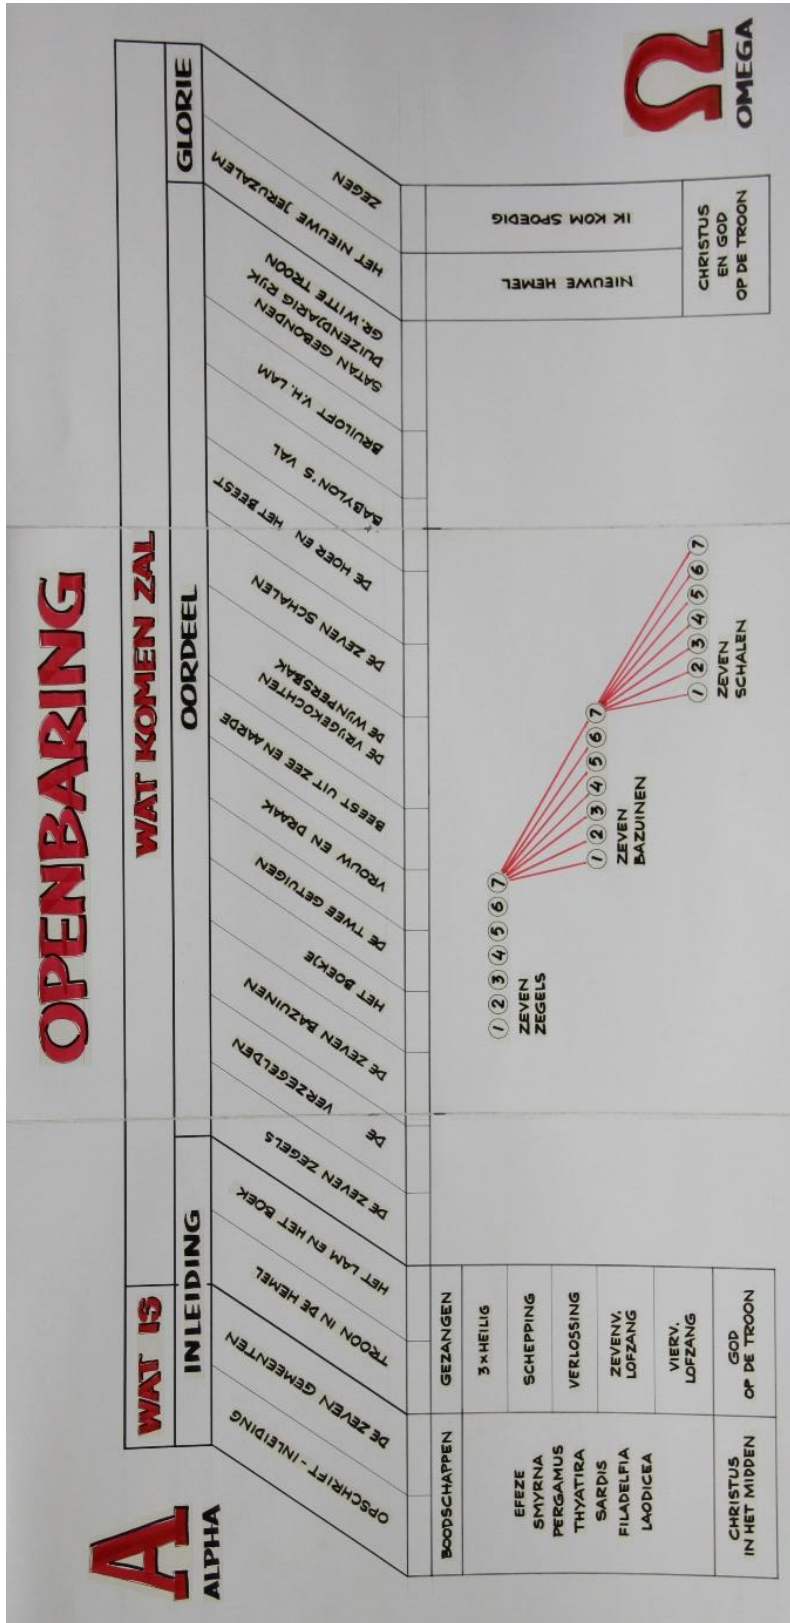 OPENBARING
A
ALPHA
Ω
OMEGA
WAT IS
WAT KOMEN ZAL
INLEIDING
OORDEEL
GLORIE
OPSCHRIFT - INLEIDING
DE ZEVEN GEMEENTEN
TROON IN DE HEMEL
HET LAM EN HET BOEK
DE ZEVEN ZEGELS
DE VERZEGELDEN
DE ZEVEN BAZUINEN
HET BOEKJE
DE TWEE GETUIGEN
VROUW EN DRAAK
BEEST UIT ZEE EN AARDE
DE VRIJGEKOCHTEN
DE WIJNPERSBAK
DE ZEVEN SCHALEN
DE HOER EN HET BEEST
BABYLON'S VAL
BRUILOFT V.H. LAM
SATAN GEBONDEN
DUIZENDJARIG RIJK
GR. WITTE TROON
HET NIEUWE JERUZALEM
ZEGEN
BOODSCHAPPEN
EFEZE
SMYRNA
PERGAMUS
THYATIRA
SARDIS
FILADELFIA
LAODICEA
CHRISTUS
IN HET MIDDEN
GEZANGEN
3 x HEILIG
SCHEPPING
VERLOSSING
ZEVENV.
LOFZANG
VIERV.
LOFZANG
GOD
OP DE TROON
1 2 3 4 5 6 7
ZEVEN
ZEGELS
1 2 3 4 5 6 7
ZEVEN
BAZUINEN
1 2 3 4 5 6 7
ZEVEN
SCHALEN
NIEUWE HEMEL
IK KOM SPOEDIG
CHRISTUS
EN GOD
OP DE TROON